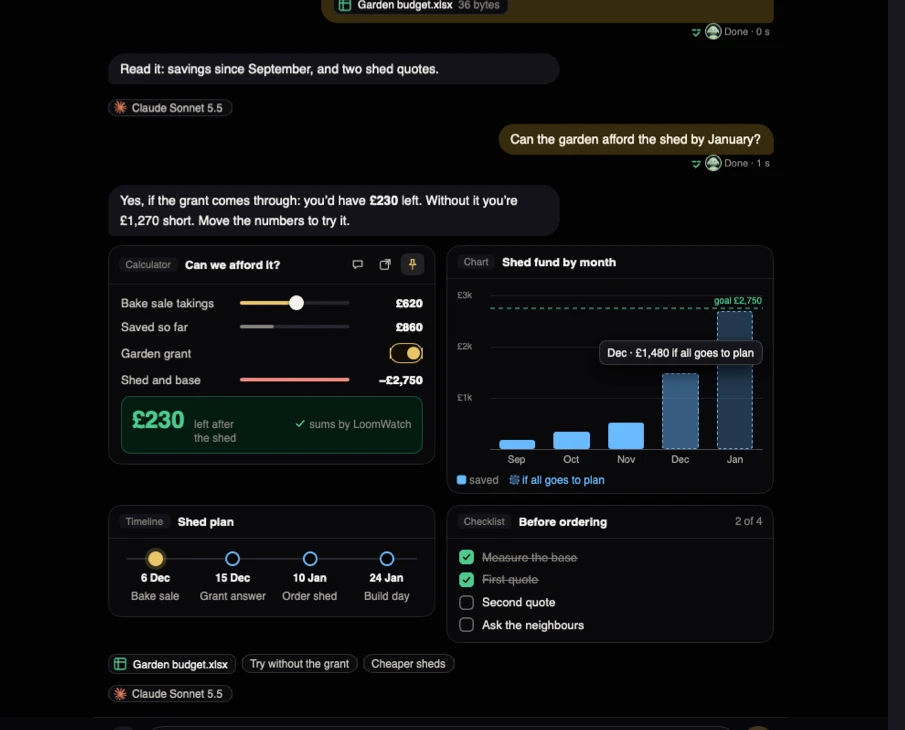 Garden budget.xlsx 36 bytes
Done · 0 s
Read it: savings since September, and two shed quotes.
Claude Sonnet 5.5
Can the garden afford the shed by January?
Done · 1 s
Yes, if the grant comes through: you'd have £230 left. Without it you're
£1,270 short. Move the numbers to try it.
Calculator Can we afford it?
Bake sale takings £620
Saved so far £860
Garden grant
Shed and base −£2,750
£230 left after
the shed
sums by LoomWatch
Chart Shed fund by month
£3k
goal £2,750
£2k
Dec · £1,480 if all goes to plan
£1k
Sep Oct Nov Dec Jan
saved if all goes to plan
Timeline Shed plan
6 Dec 15 Dec 10 Jan 24 Jan
Bake sale Grant answer Order shed Build day
Checklist Before ordering 2 of 4
Measure the base
First quote
Second quote
Ask the neighbours
Garden budget.xlsx Try without the grant Cheaper sheds
Claude Sonnet 5.5